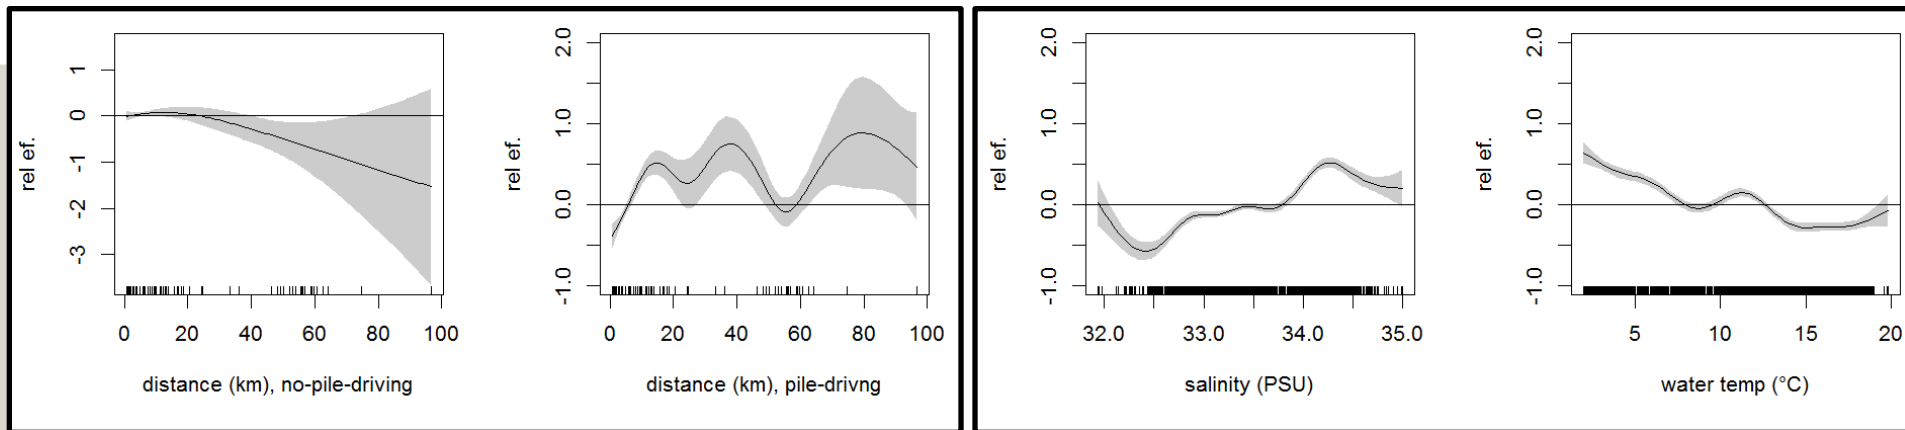 rel ef.
1
0
-1
-2
-3
0 20 40 60 80 100
distance (km), no-pile-driving
rel ef.
2.0
1.0
0.0
-1.0
0 20 40 60 80 100
distance (km), pile-drivng
rel ef.
2.0
1.0
0.0
-1.0
32.0 33.0 34.0 35.0
salinity (PSU)
rel ef.
2.0
1.0
0.0
-1.0
5 10 15 20
water temp (°C)